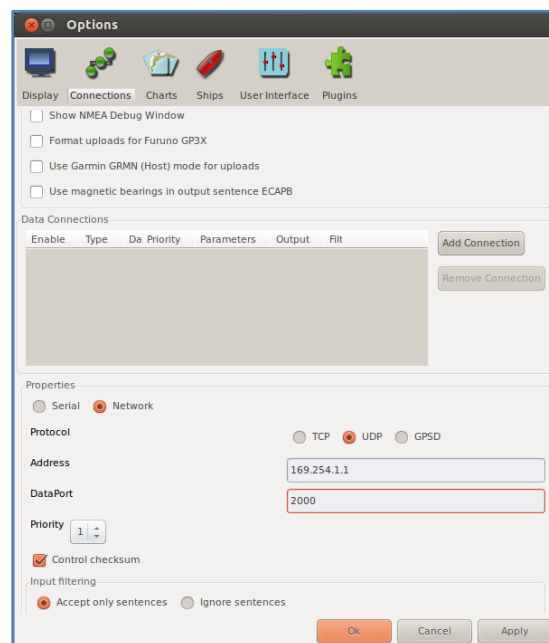 Options
Display Connections Charts Ships User Interface Plugins
Show NMEA Debug Window
Format uploads for Furuno GP3X
Use Garmin GRMN (Host) mode for uploads
Use magnetic bearings in output sentence ECAPB
Data Connections
Enable Type Da Priority Parameters Output Filt
Add Connection
Remove Connection
Properties
Serial Network
Protocol TCP UDP GPSD
Address 169.254.1.1
DataPort 2000
Priority 1
Control checksum
Input filtering
Accept only sentences Ignore sentences
Ok Cancel Apply